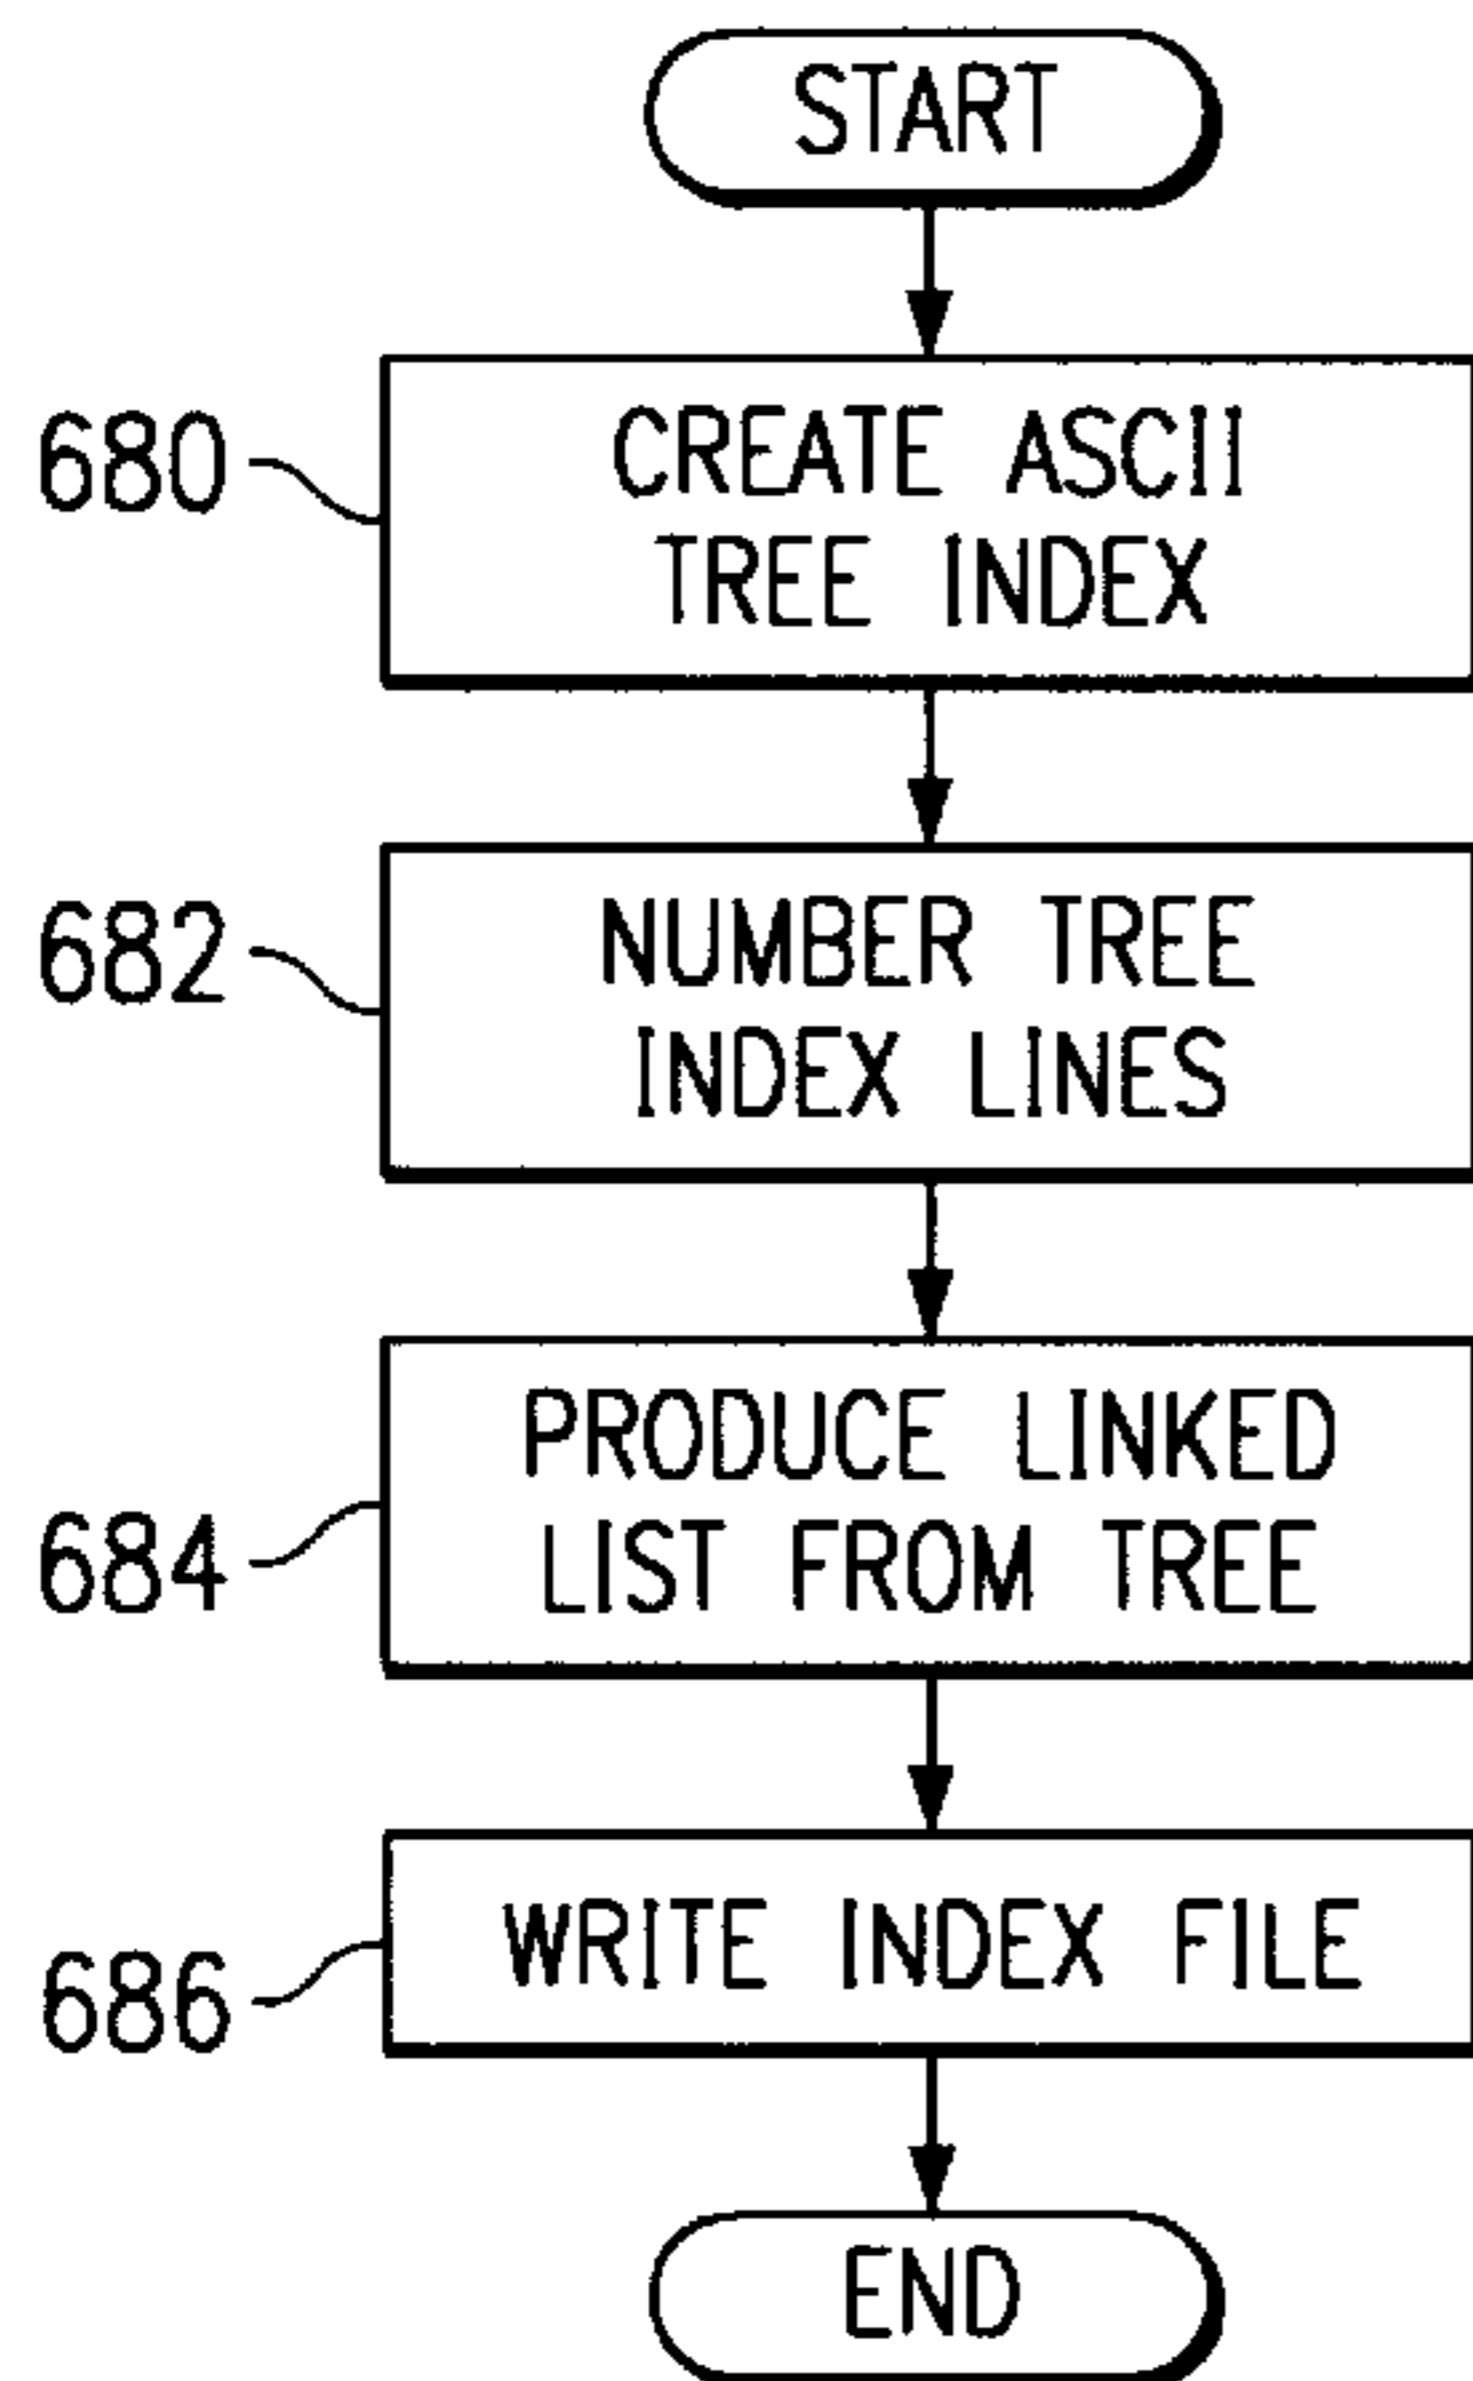 START
680
CREATE ASCII
TREE INDEX
682
NUMBER TREE
INDEX LINES
684
PRODUCE LINKED
LIST FROM TREE
686
WRITE INDEX FILE
END